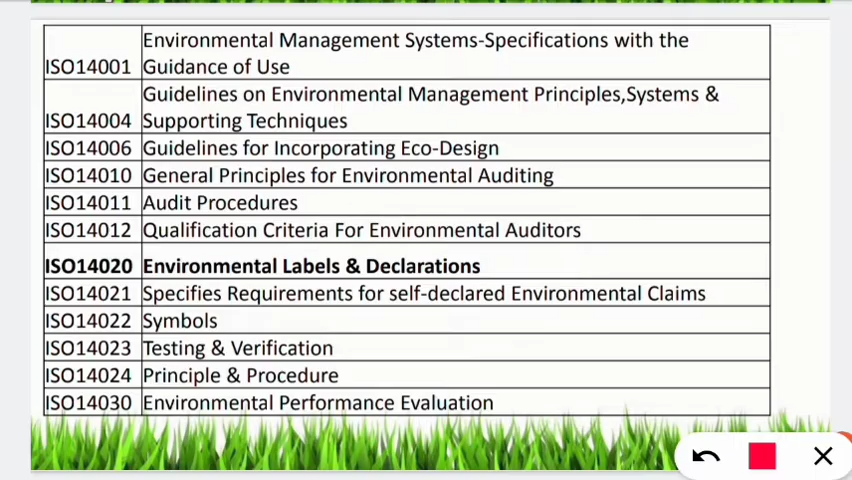 Environmental Management Systems-Specifications with the
ISO14001 Guidance of Use
Guidelines on Environmental Management Principles,Systems &
ISO14004 Supporting Techniques
ISO14006 Guidelines for Incorporating Eco-Design
ISO14010 General Principles for Environmental Auditing
ISO14011 Audit Procedures
ISO14012 Qualification Criteria For Environmental Auditors
ISO14020 Environmental Labels & Declarations
ISO14021 Specifies Requirements for self-declared Environmental Claims
ISO14022 Symbols
ISO14023 Testing & Verification
ISO14024 Principle & Procedure
ISO14030 Environmental Performance Evaluation